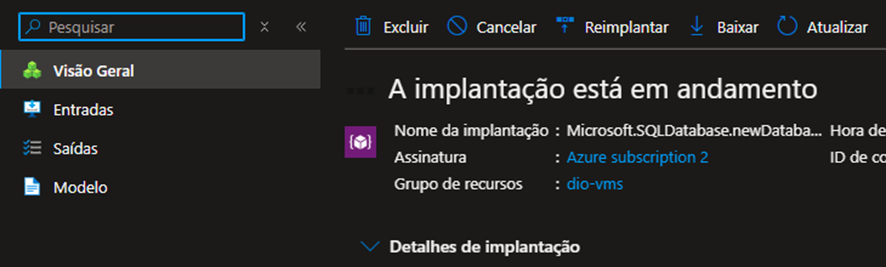 Pesquisar
Excluir Cancelar Reimplantar Baixar Atualizar
Visão Geral
Entradas
Saídas
Modelo
A implantação está em andamento
Nome da implantação : Microsoft.SQLDatabase.newDataba... Hora de
Assinatura : Azure subscription 2 ID de co
Grupo de recursos : dio-vms
Detalhes de implantação